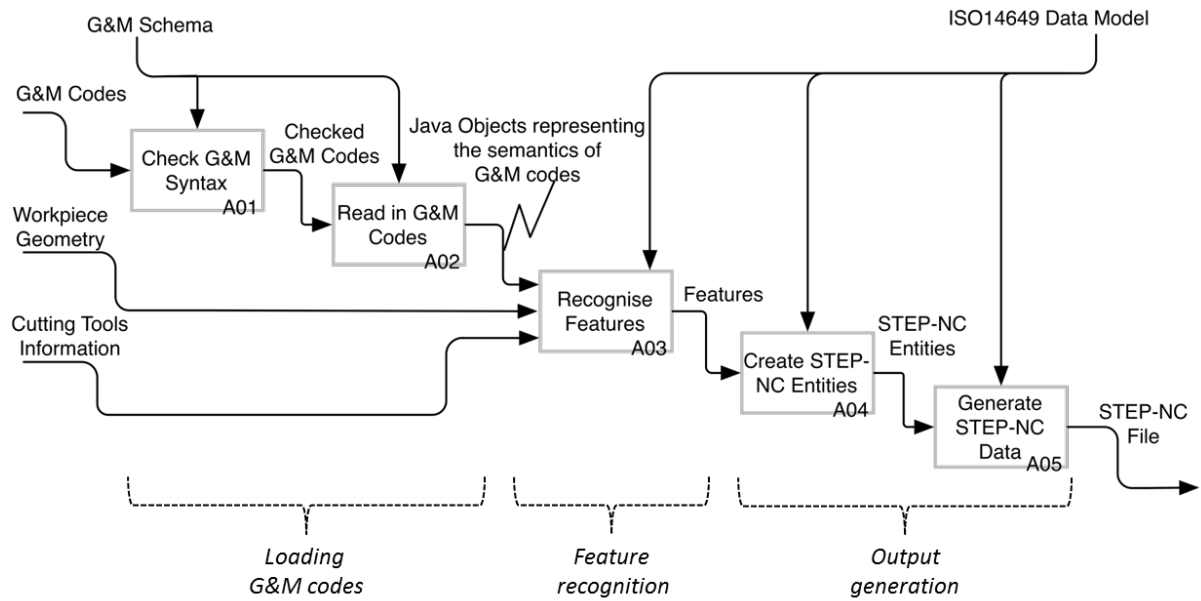 G&M Schema
ISO14649 Data Model
G&M Codes
Check G&M
Syntax
A01
Checked
G&M Codes
Java Objects representing
the semantics of
G&M codes
Read in G&M
Codes
A02
Workpiece
Geometry
Cutting Tools
Information
Recognise
Features
A03
Features
Create STEP-
NC Entities
A04
STEP-NC
Entities
Generate
STEP-NC
Data
A05
STEP-NC
File
Loading
G&M codes
Feature
recognition
Output
generation